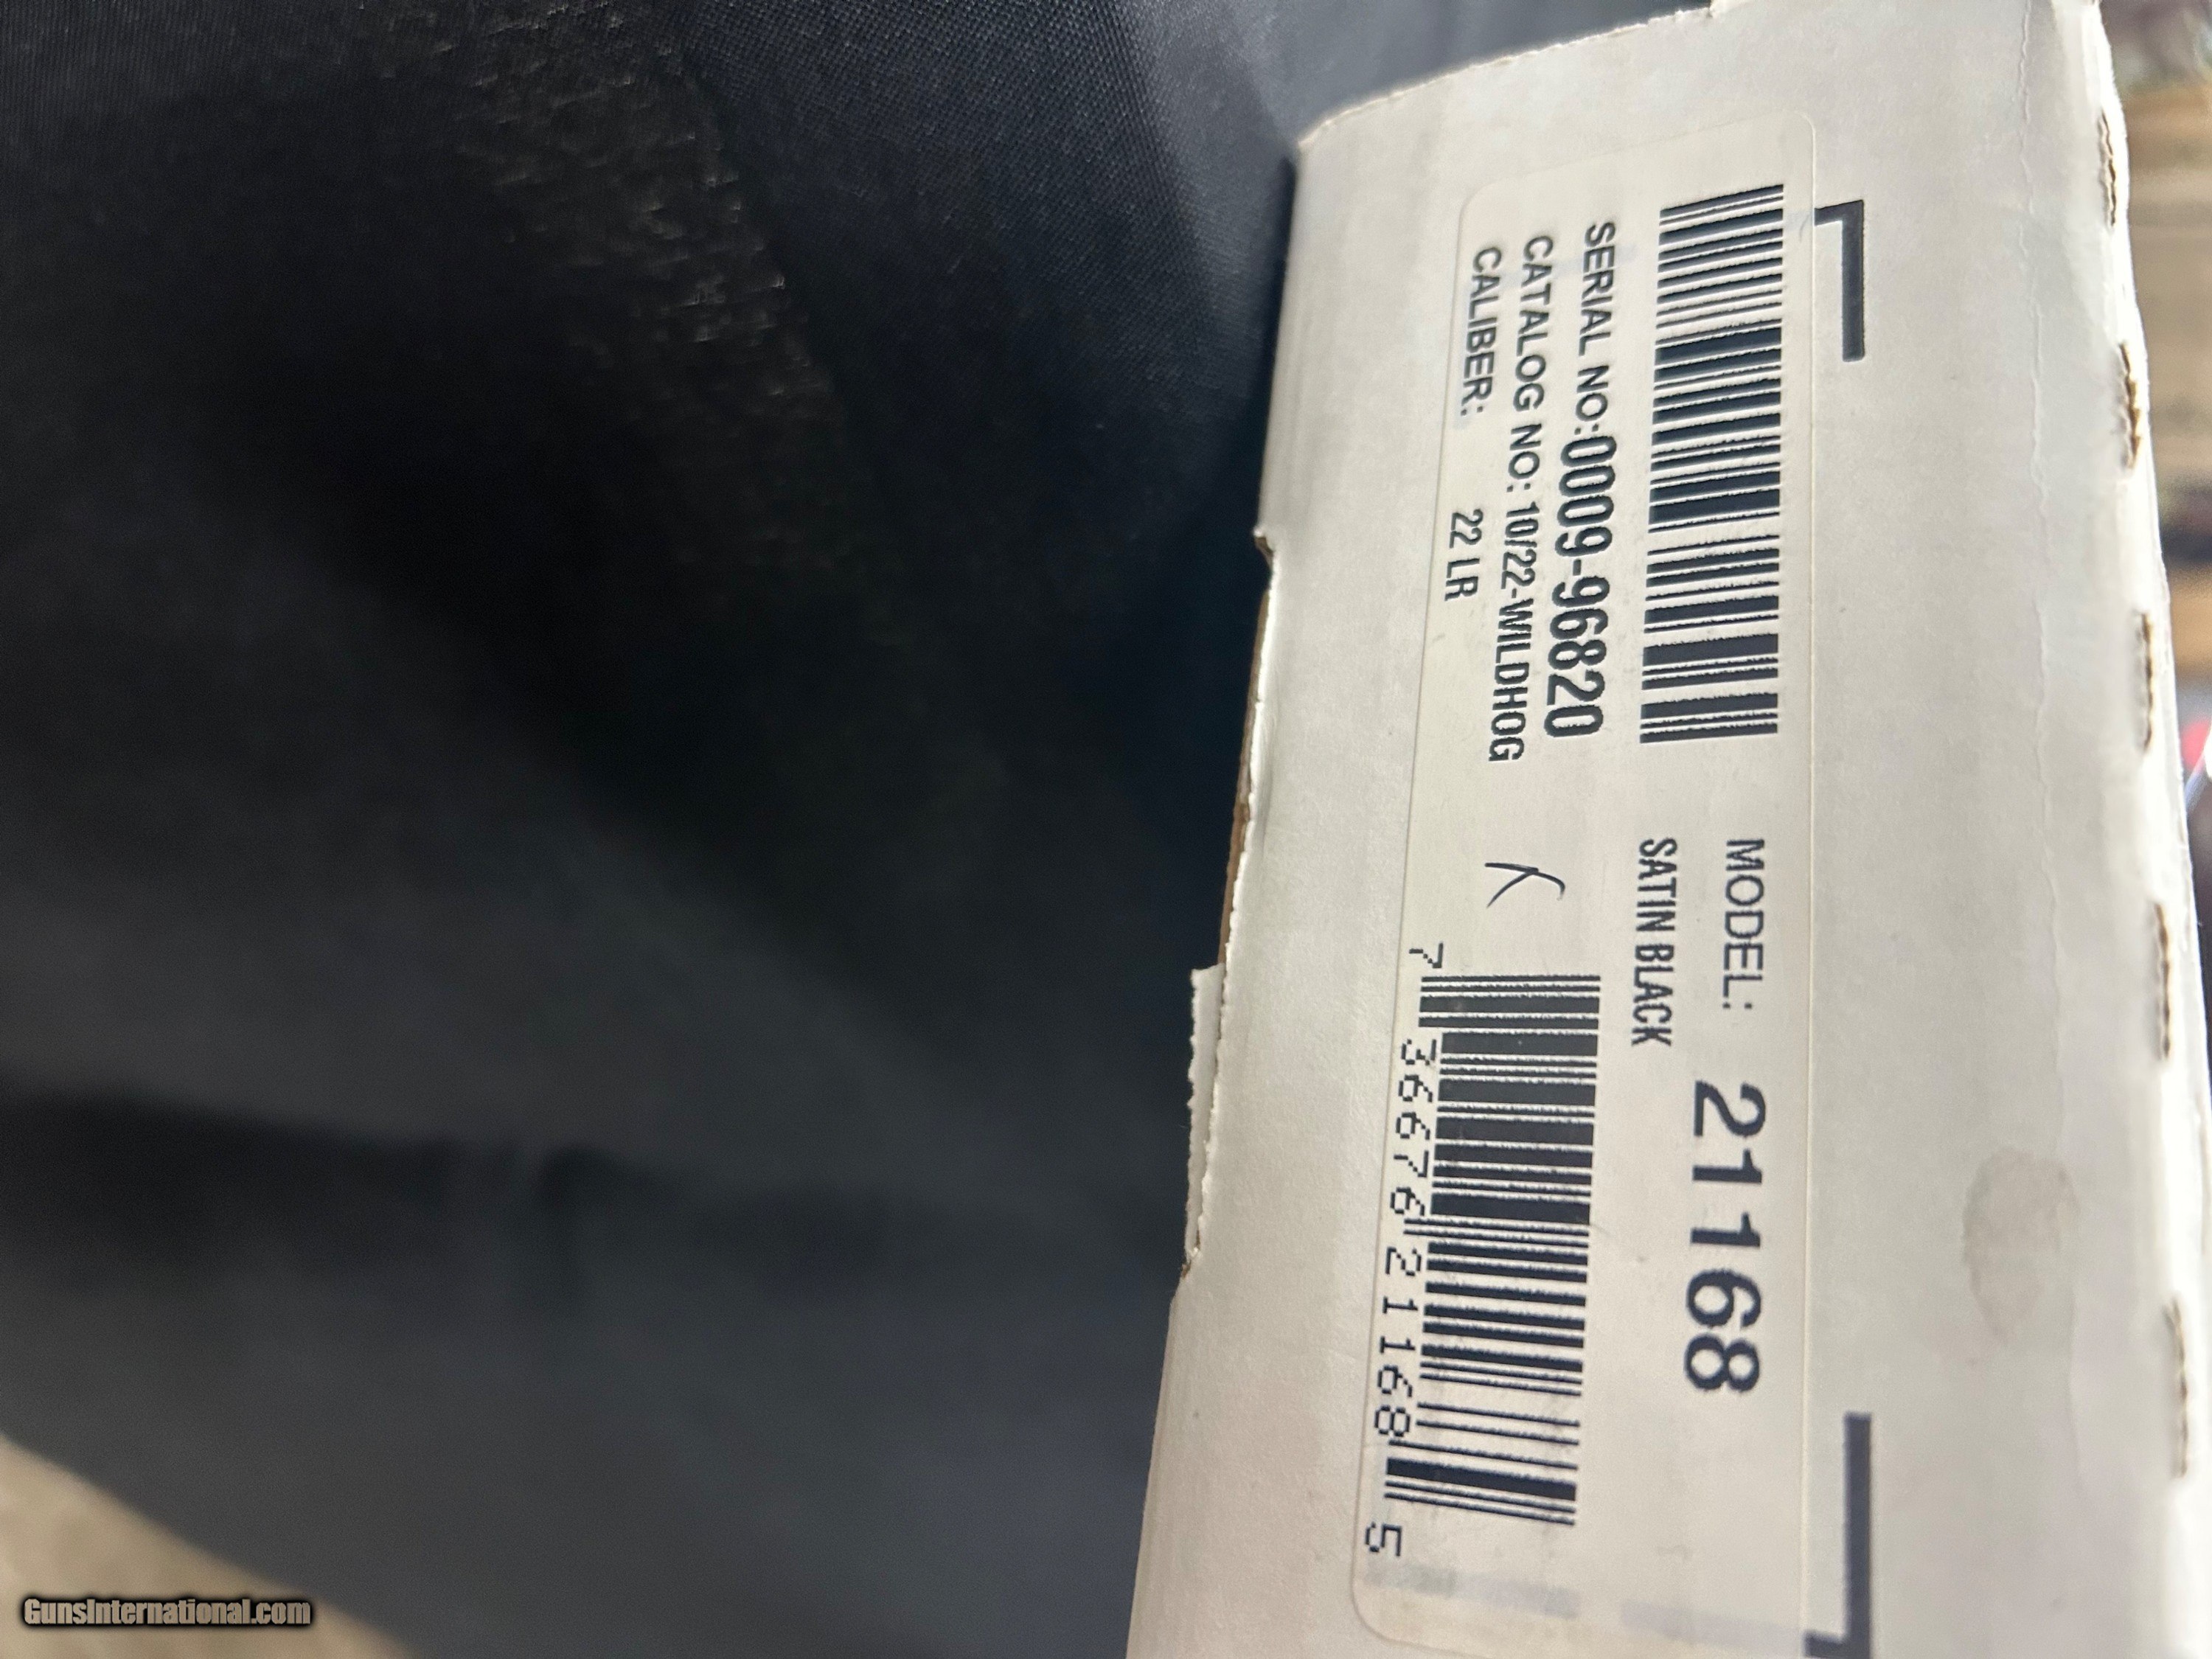 MODEL: 21168
SATIN BLACK
SERIAL NO:0009-96820
CATALOG NO: 10/22-WILDHOG
CALIBER: 22 LR
7 36676 21168 5
GunsInternational.com